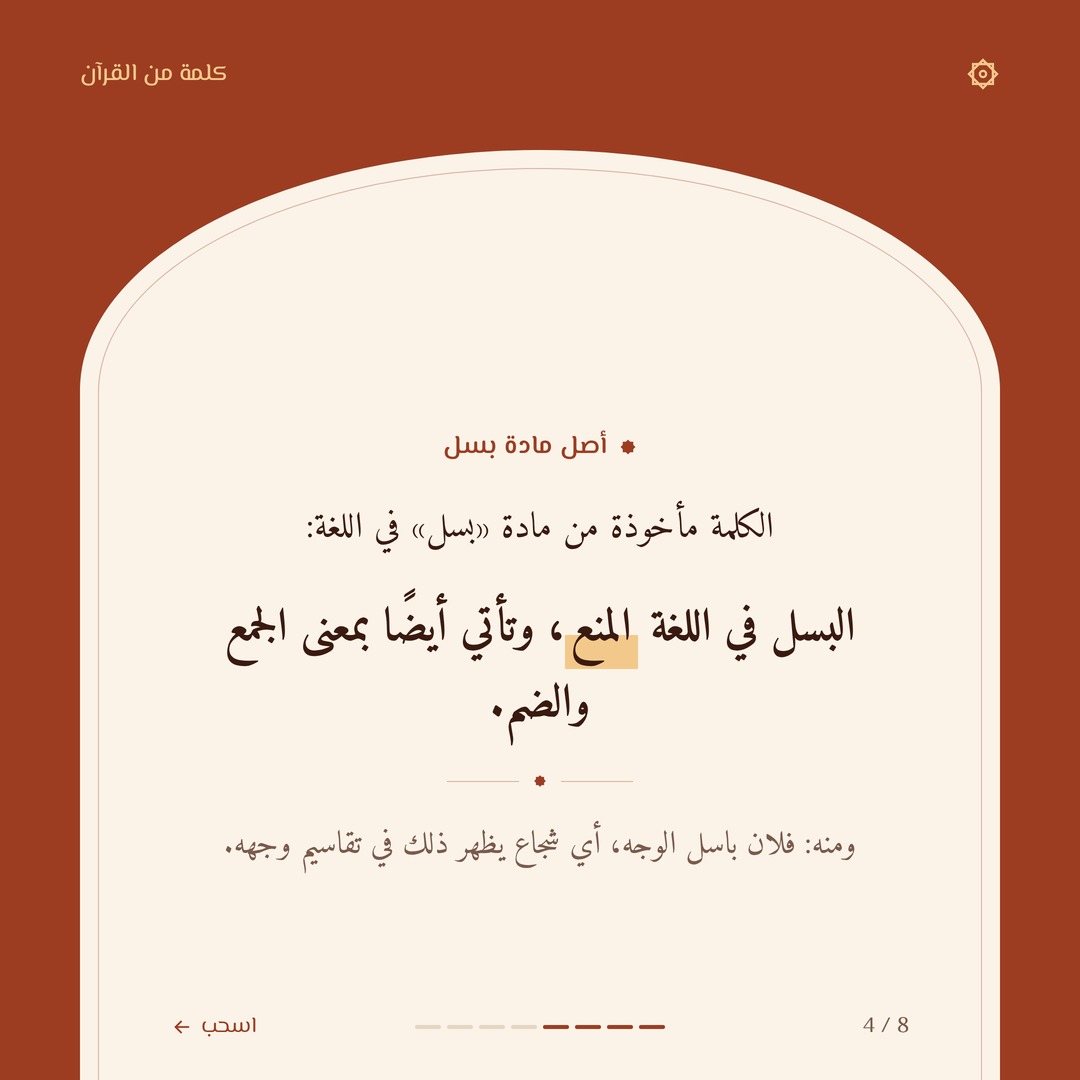 كلمة من القرآن
أصل مادة بسل
الكلمة مأخوذة من مادة «بسل» في اللغة:
البسل في اللغة المنع، وتأتي أيضًا بمعنى الجمع
والضم.
ومنه: فلان باسل الوجه، أي شجاع يظهر ذلك في تقاسيم وجهه.
4 / 8
اسحب ←